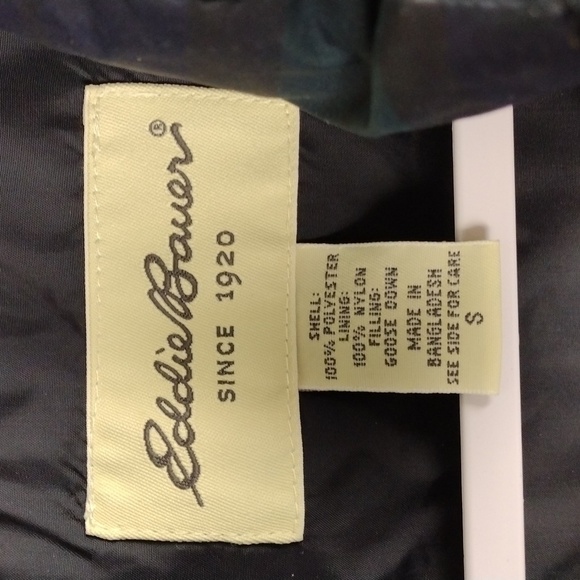 Eddie Bauer®
SINCE 1920
SHELL:
100% POLYESTER
LINING:
100% NYLON
FILLING:
GOOSE DOWN
MADE IN
BANGLADESH
SEE SIDE FOR CARE
S